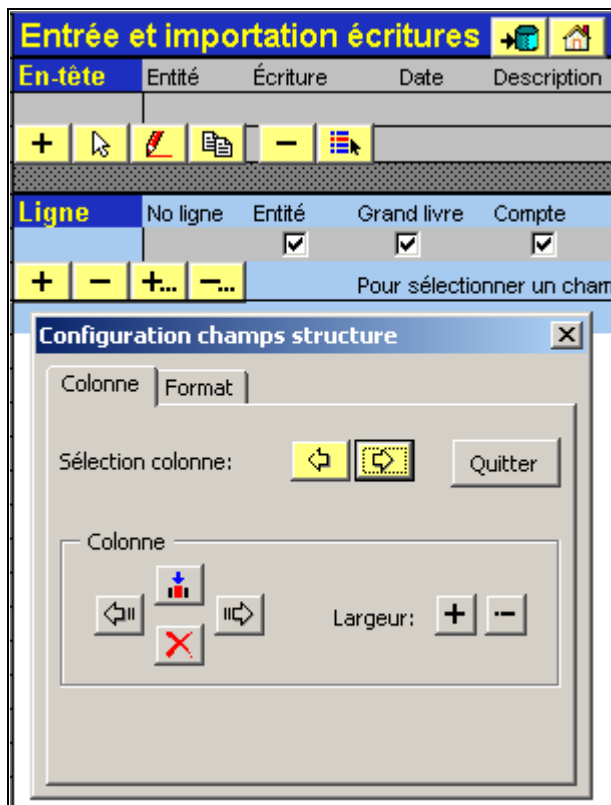 Entrée et importation écritures
En-tête Entité Écriture Date Description
Ligne No ligne Entité Grand livre Compte
+ − +... −... Pour sélectionner un cham
Configuration champs structure
Colonne Format
Sélection colonne: Quitter
Colonne
Largeur: + −